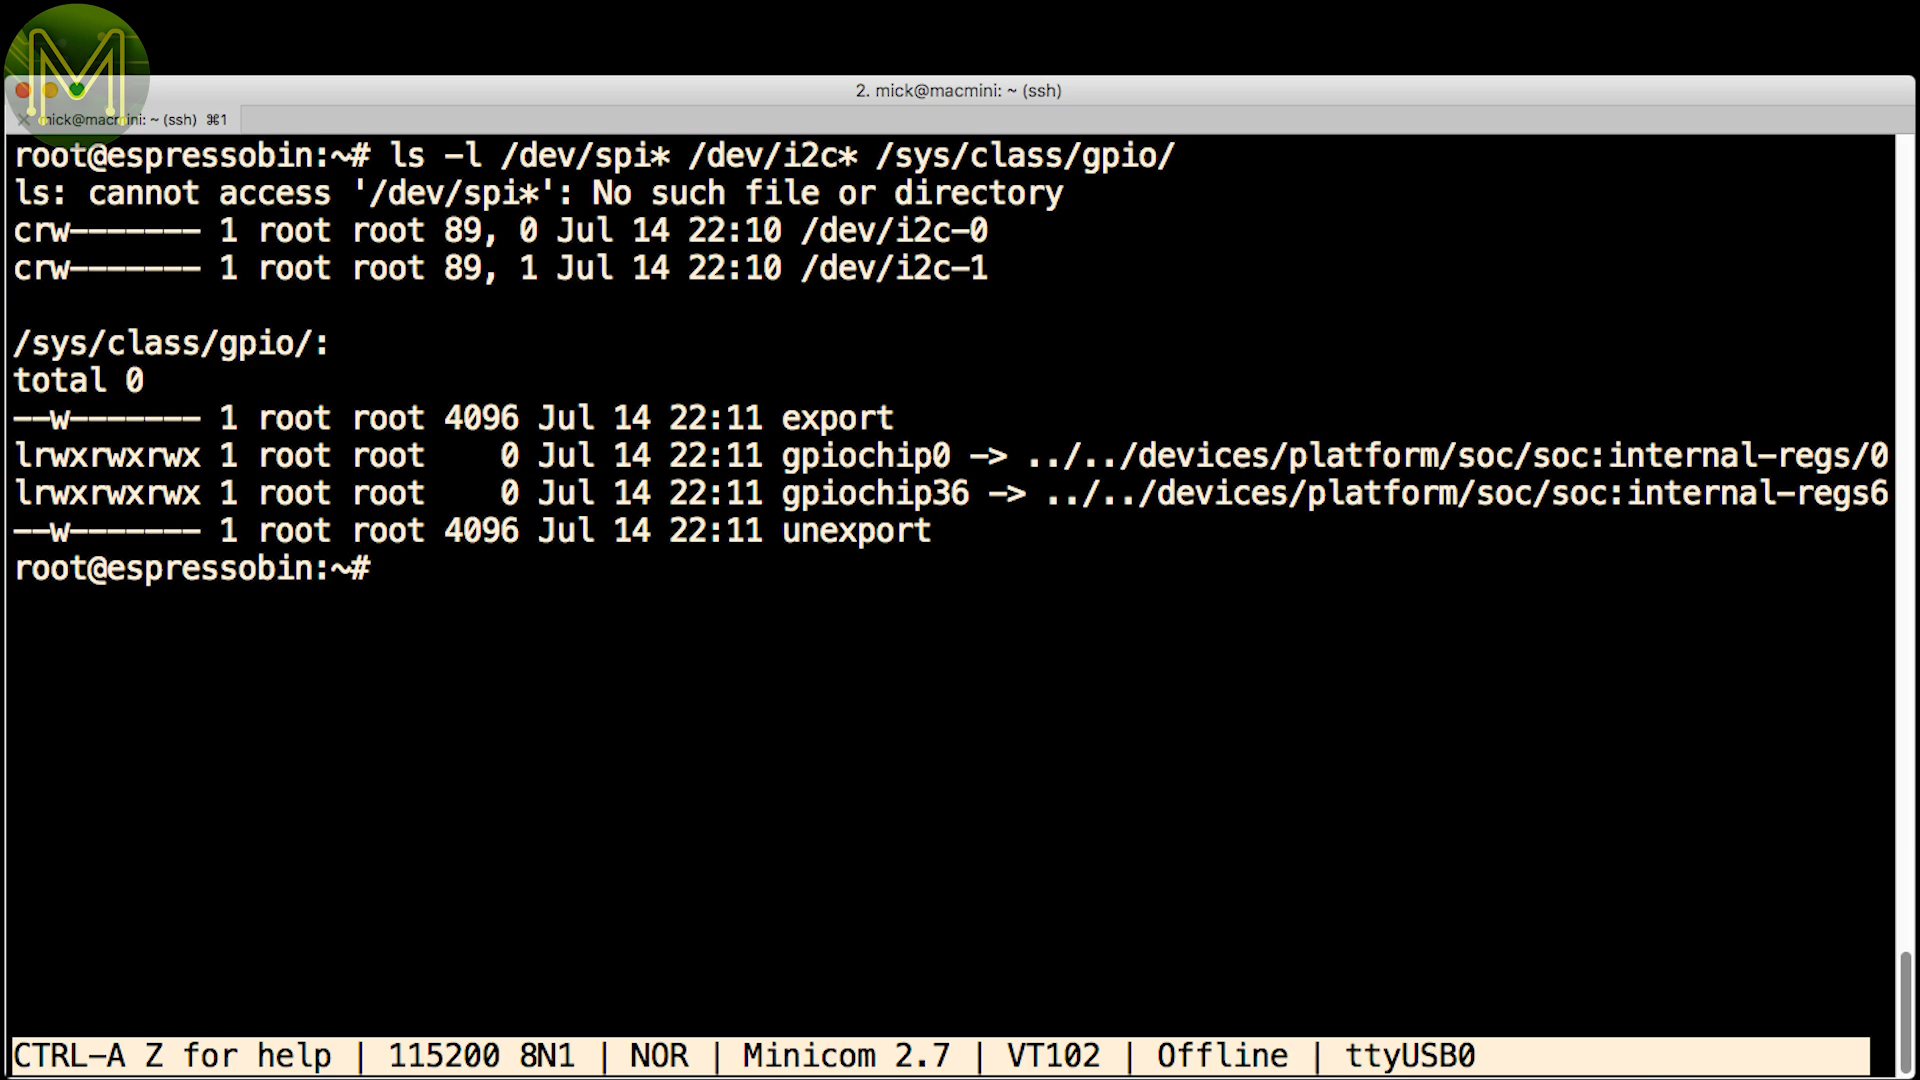 M
2. mick@macmini: ~ (ssh)
mick@macmini: ~ (ssh) ⌘1
root@espressobin:~# ls -l /dev/spi* /dev/i2c* /sys/class/gpio/
ls: cannot access '/dev/spi*': No such file or directory
crw------- 1 root root 89, 0 Jul 14 22:10 /dev/i2c-0
crw------- 1 root root 89, 1 Jul 14 22:10 /dev/i2c-1
/sys/class/gpio/:
total 0
--w------- 1 root root 4096 Jul 14 22:11 export
lrwxrwxrwx 1 root root    0 Jul 14 22:11 gpiochip0 -> ../../devices/platform/soc/soc:internal-regs/0
lrwxrwxrwx 1 root root    0 Jul 14 22:11 gpiochip36 -> ../../devices/platform/soc/soc:internal-regs6
--w------- 1 root root 4096 Jul 14 22:11 unexport
root@espressobin:~#
CTRL-A Z for help | 115200 8N1 | NOR | Minicom 2.7 | VT102 | Offline | ttyUSB0